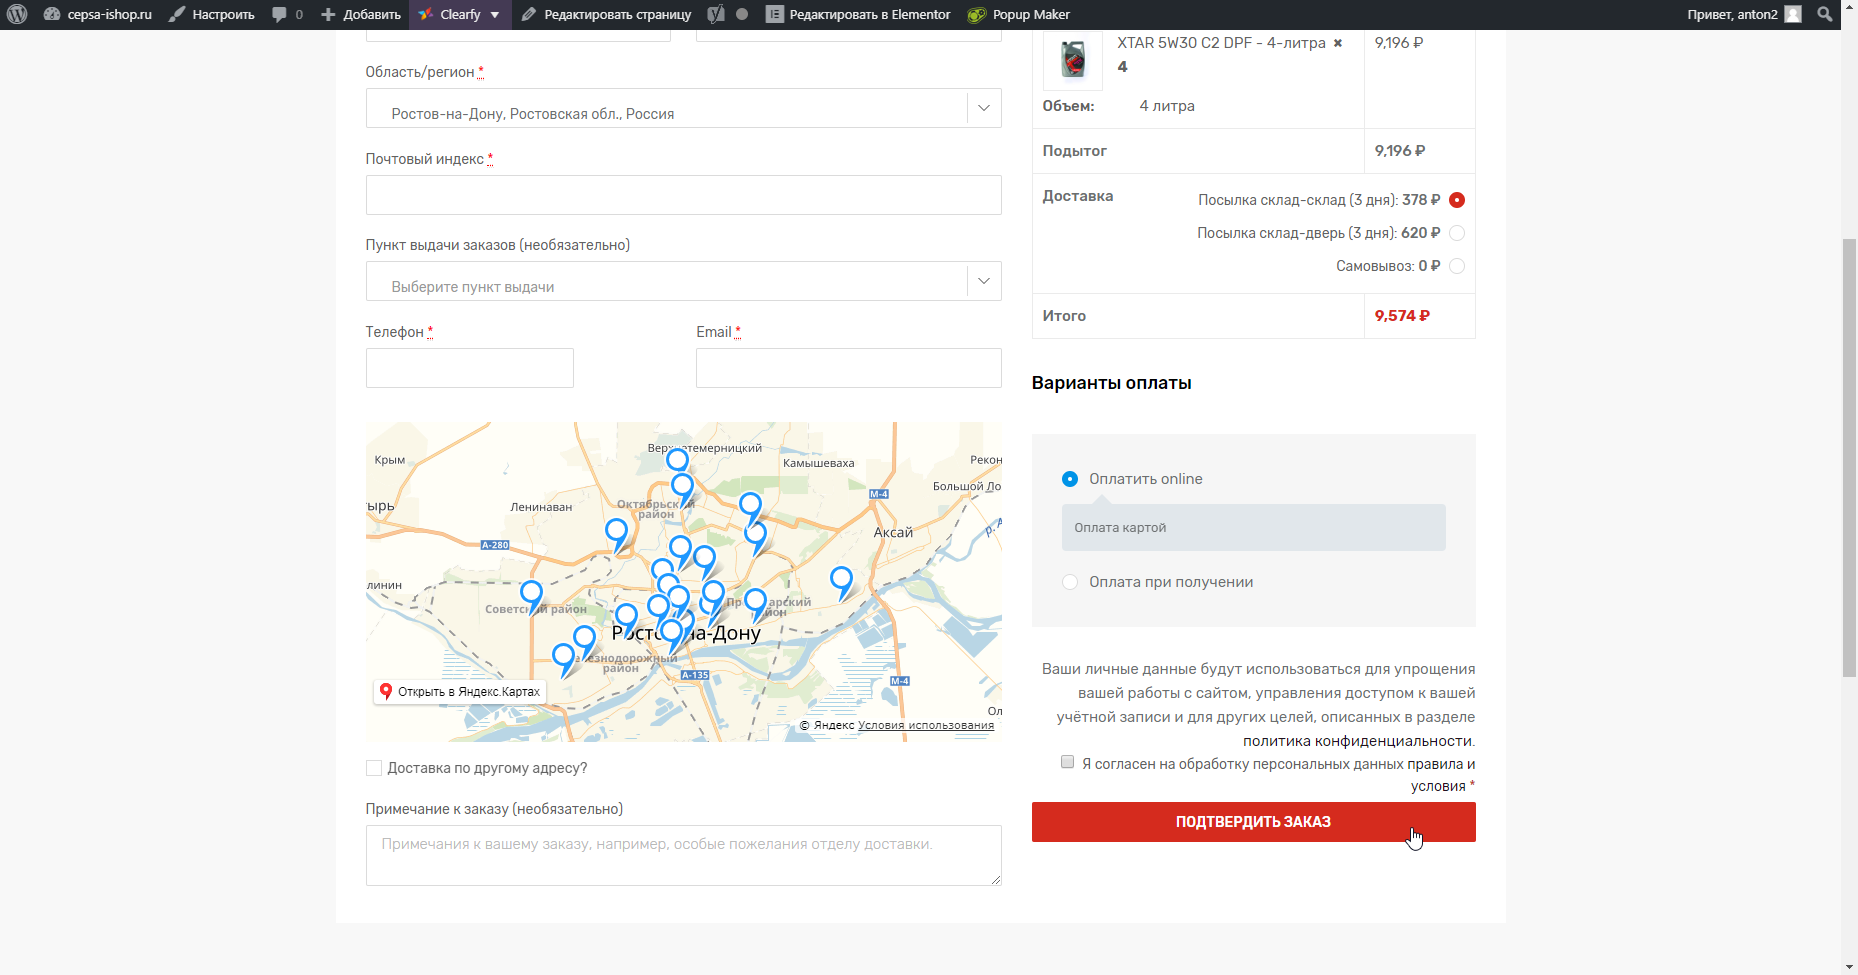 cepsa-ishop.ru
Настроить
0
Добавить
Clearfy
Редактировать страницу
Редактировать в Elementor
Popup Maker
Привет, anton2
Область/регион *
Ростов-на-Дону, Ростовская обл., Россия
Почтовый индекс *
Пункт выдачи заказов (необязательно)
Выберите пункт выдачи
Телефон *
Email *
Крым
Верхнетемерницкий
Камышеваха
Рекон
Большой Ло
М-4
ырь
Ленинаван
Октябрьский
район
Аксай
р. А
А-280
линин
Советский район
Пролетарский
район
Ростов-на-Дону
Железнодорожный
район
А-135
М-4
Ол
Открыть в Яндекс.Картах
© Яндекс Условия использования
Доставка по другому адресу?
Примечание к заказу (необязательно)
Примечания к вашему заказу, например, особые пожелания отделу доставки.
XTAR 5W30 C2 DPF - 4-литра ✖
9,196 ₽
4
Объем: 4 литра
Подытог 9,196 ₽
Доставка
Посылка склад-склад (3 дня): 378 ₽
Посылка склад-дверь (3 дня): 620 ₽
Самовывоз: 0 ₽
Итого 9,574 ₽
Варианты оплаты
Оплатить online
Оплата картой
Оплата при получении
Ваши личные данные будут использоваться для упрощения
вашей работы с сайтом, управления доступом к вашей
учётной записи и для других целей, описанных в разделе
политика конфиденциальности.
Я согласен на обработку персональных данных правила и
условия *
ПОДТВЕРДИТЬ ЗАКАЗ